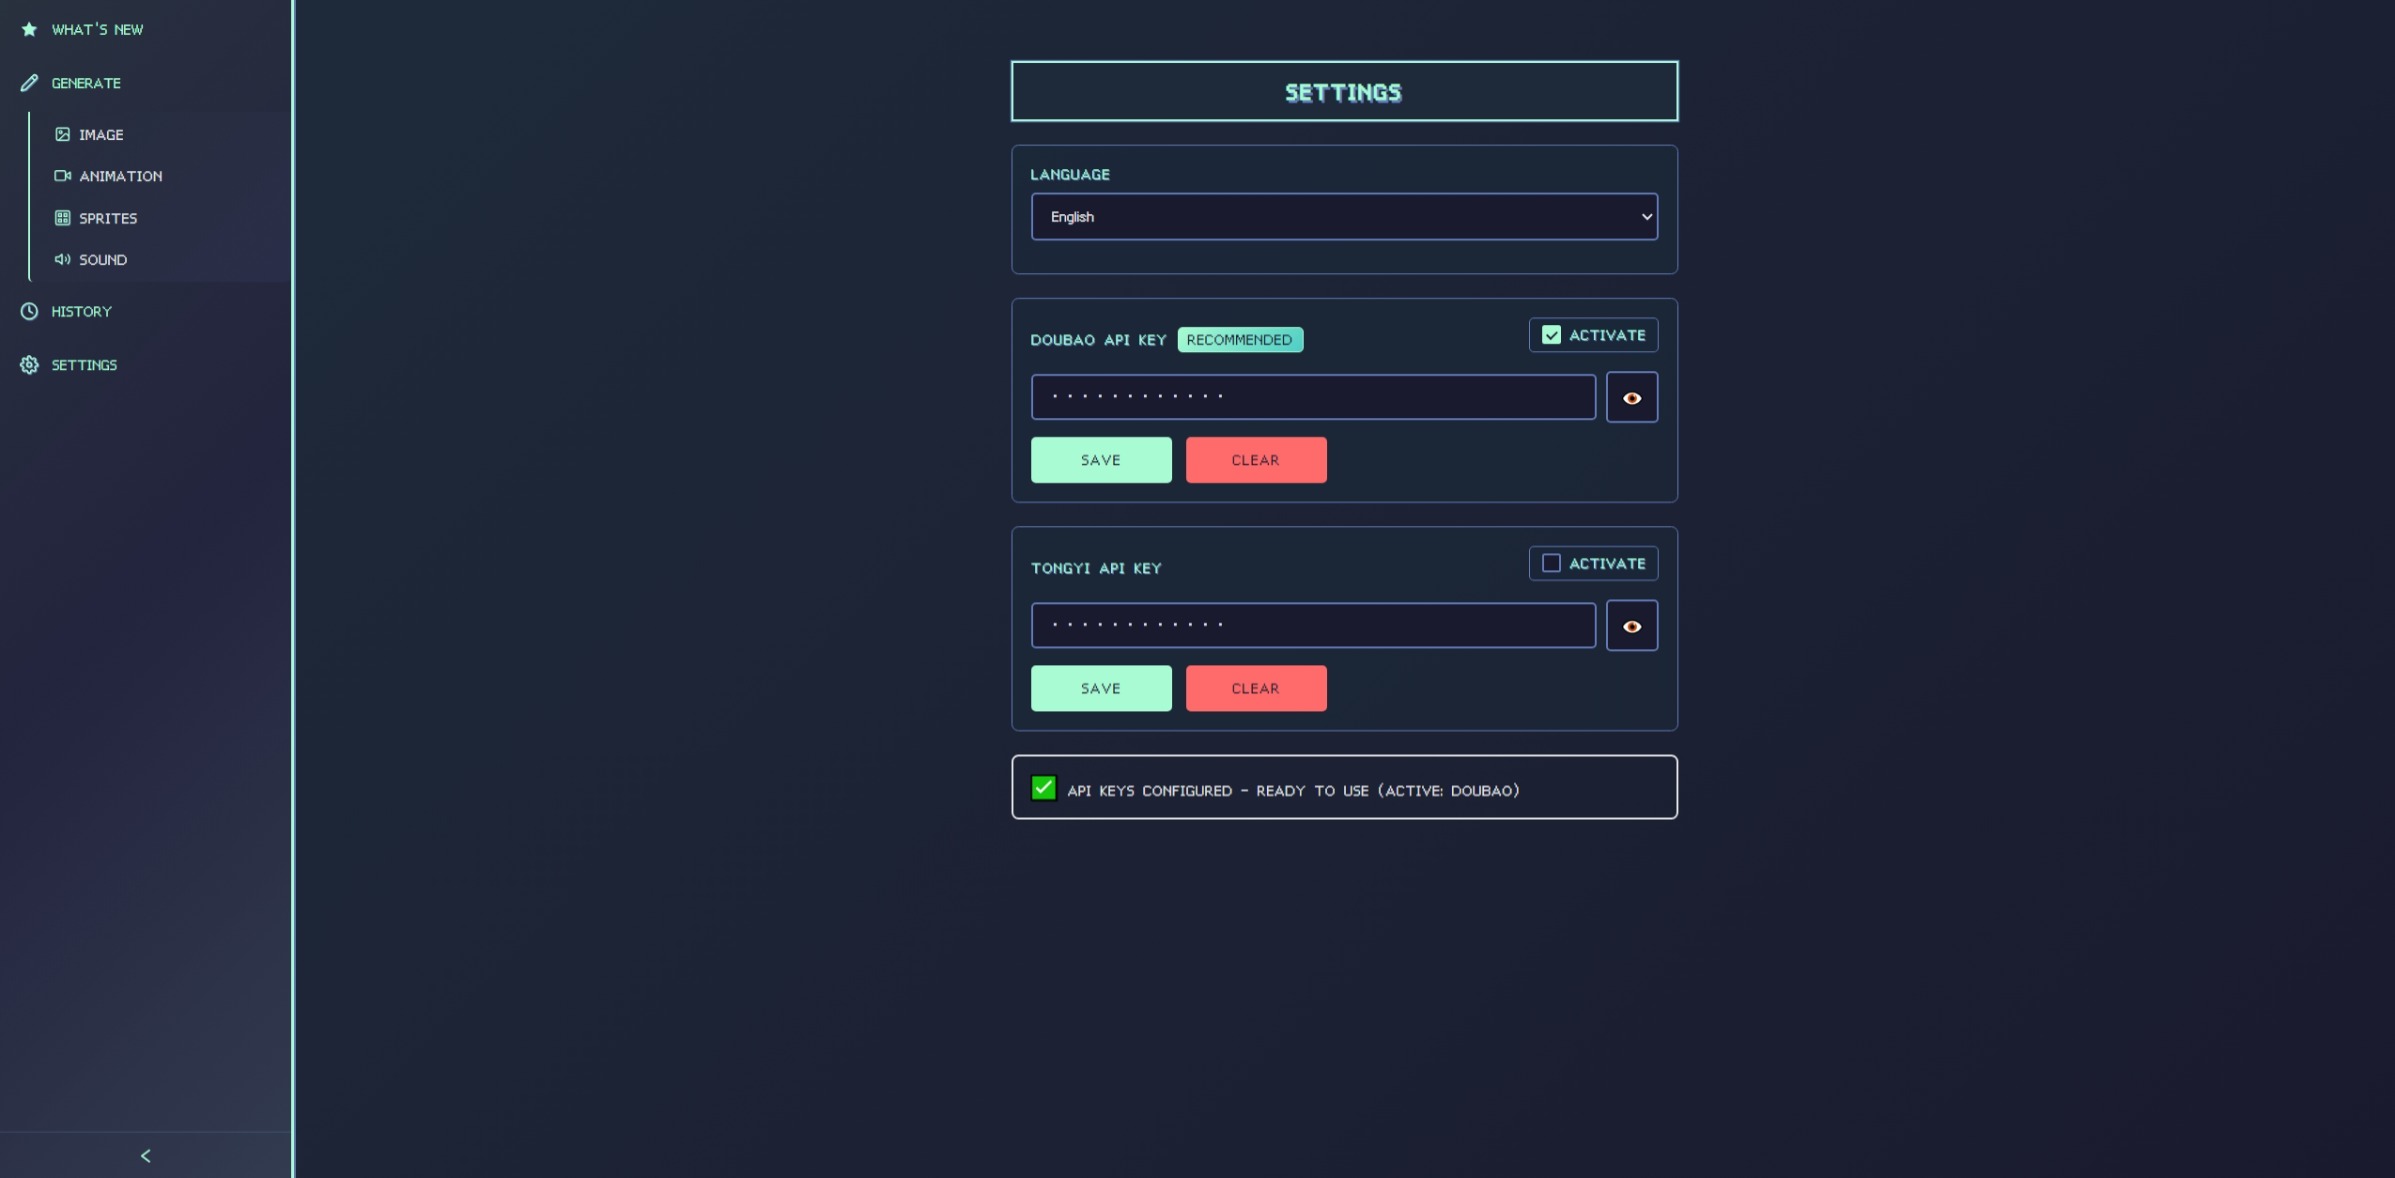 WHAT'S NEW
GENERATE
IMAGE
ANIMATION
SPRITES
SOUND
HISTORY
SETTINGS
SETTINGS
LANGUAGE
English
DOUBAO API KEY RECOMMENDED ACTIVATE
SAVE CLEAR
TONGYI API KEY ACTIVATE
SAVE CLEAR
API KEYS CONFIGURED - READY TO USE (ACTIVE: DOUBAO)